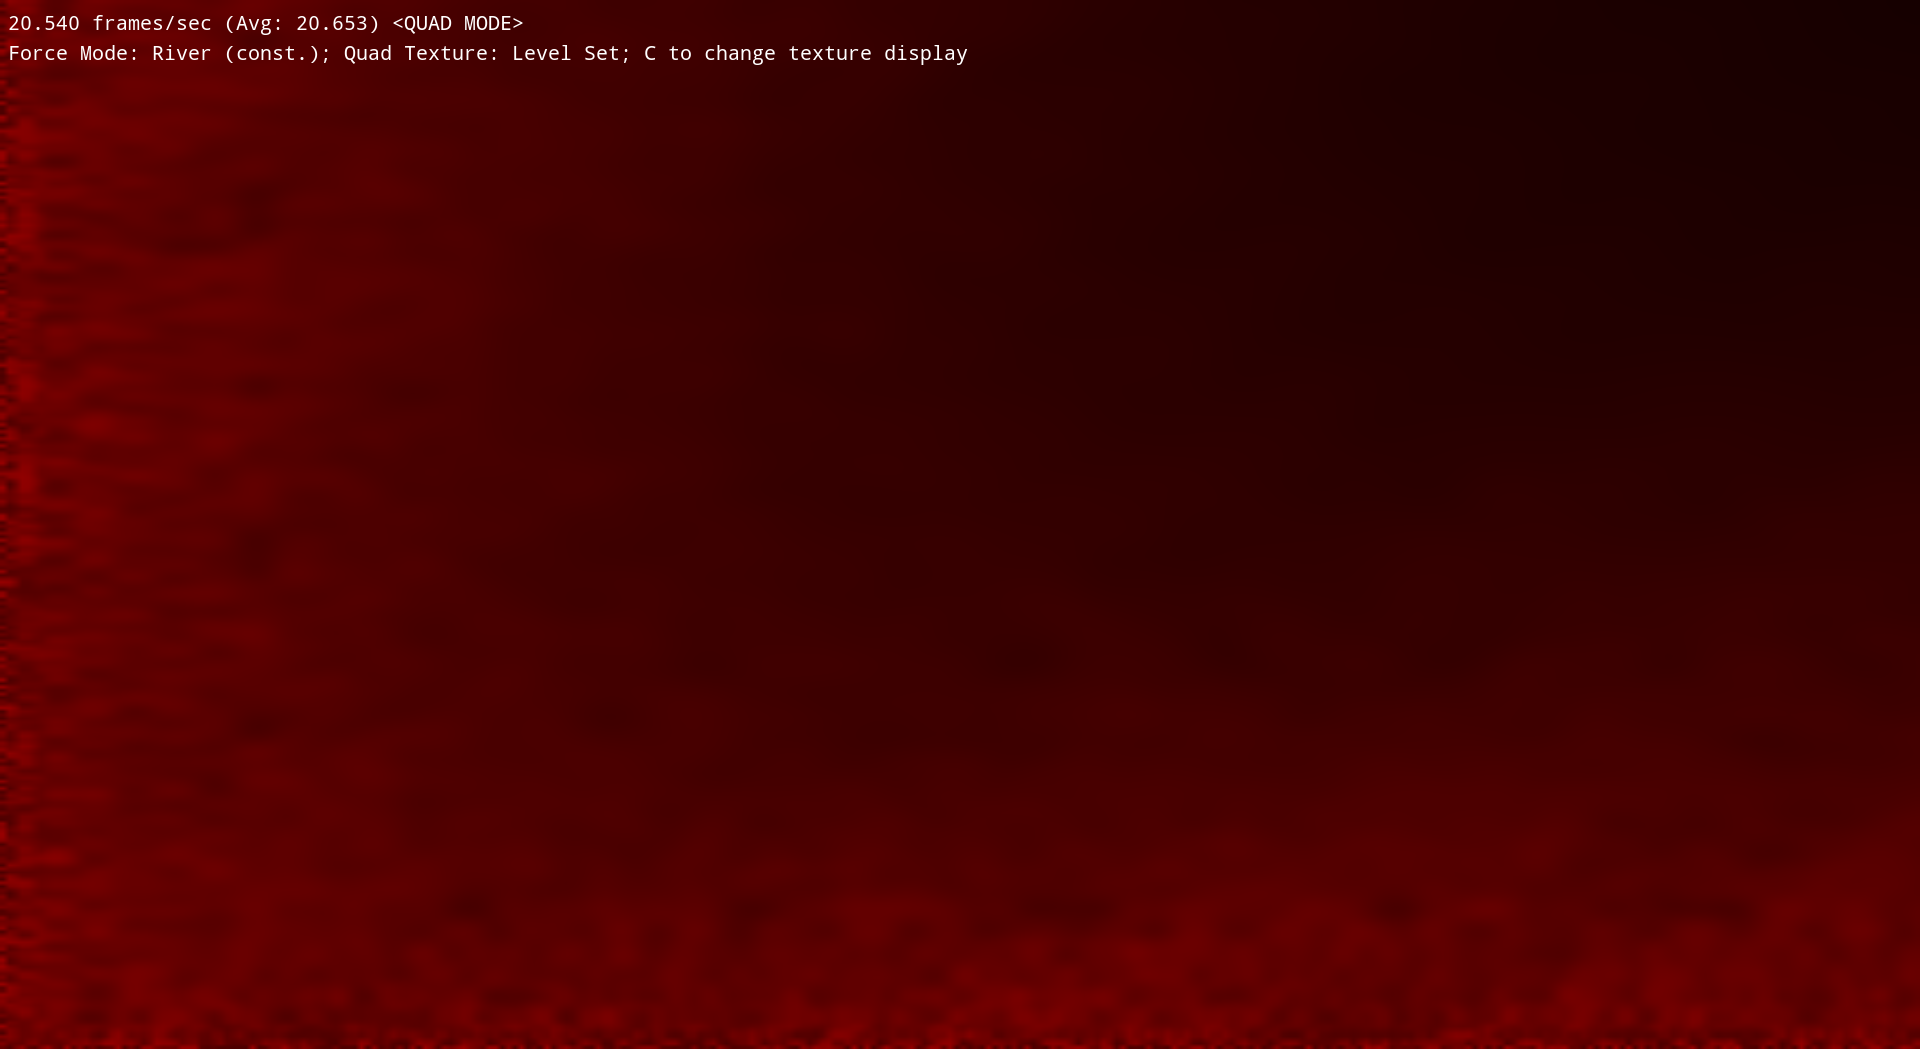 20.540 frames/sec (Avg: 20.653) <QUAD MODE>
Force Mode: River (const.); Quad Texture: Level Set; C to change texture display